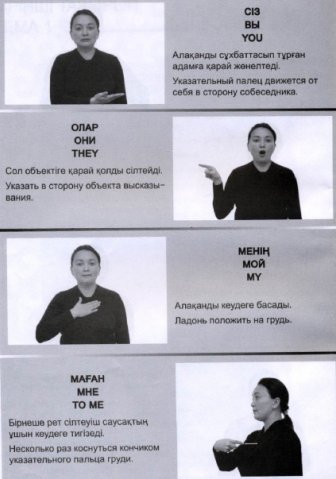 СІЗ
ВЫ
YOU
Алақанды сұхбаттасып тұрған
адамға қарай жөнелтеді.
Указательный палец движется от
себя в сторону собеседника.
ОЛАР
ОНИ
THEY
Сол объектіге қарай қолды сілтейді.
Указать в сторону объекта высказы-
вания.
МЕНІҢ
МОЙ
MY
Алақанды кеудеге басады.
Ладонь положить на грудь.
МАҒАН
МНЕ
TO ME
Бірнеше рет сілтеуіш саусақтың
ұшын кеудеге тигізеді.
Несколько раз коснуться кончиком
указательного пальца груди.